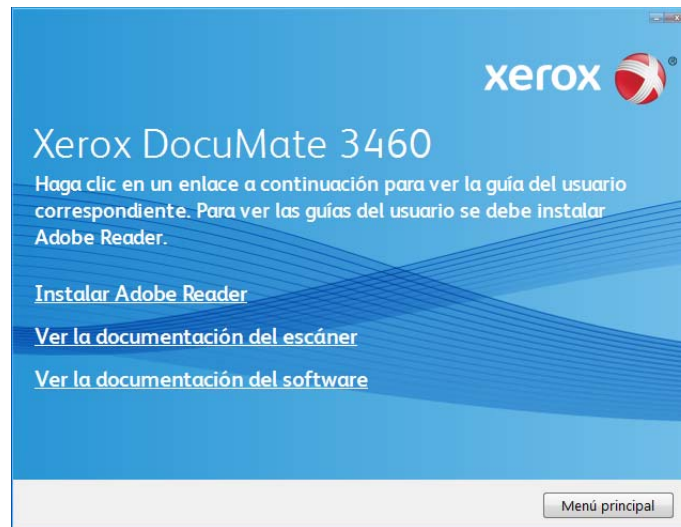 xerox ®
Xerox DocuMate 3460
Haga clic en un enlace a continuación para ver la guía del usuario
correspondiente. Para ver las guías del usuario se debe instalar
Adobe Reader.
Instalar Adobe Reader
Ver la documentación del escáner
Ver la documentación del software
Menú principal